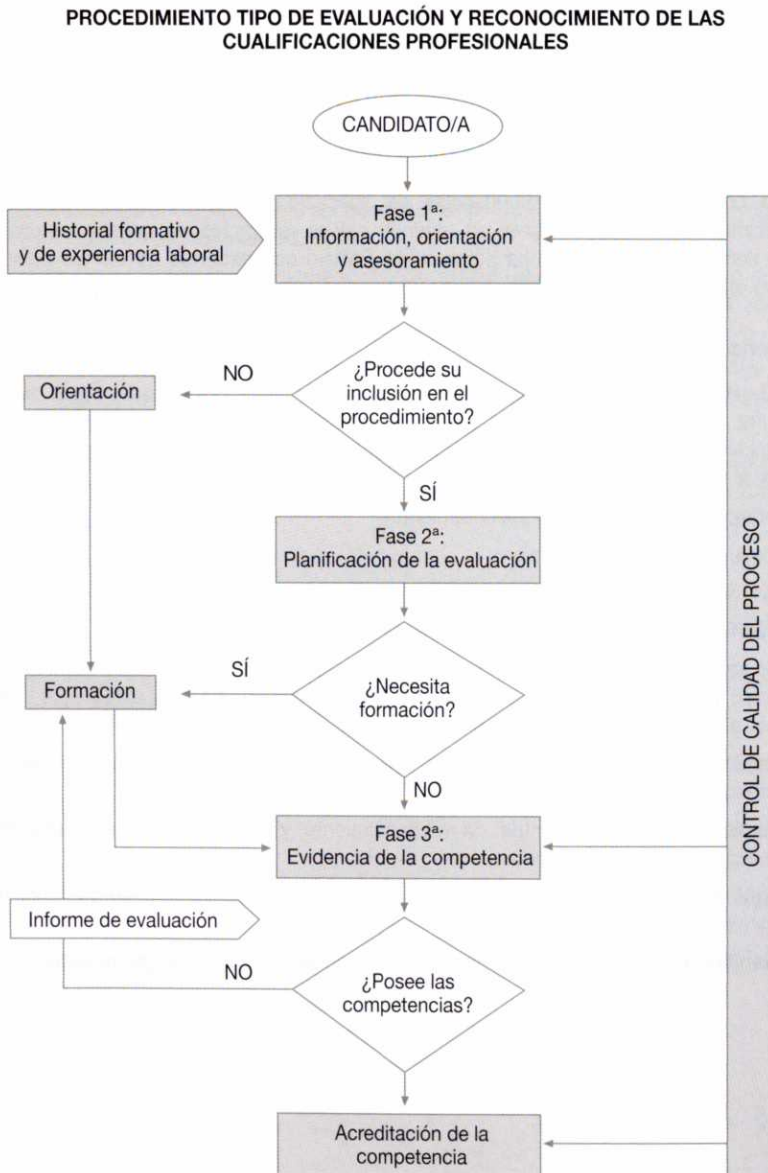 PROCEDIMIENTO TIPO DE EVALUACIÓN Y RECONOCIMIENTO DE LAS
CUALIFICACIONES PROFESIONALES
CANDIDATO/A
Historial formativo
y de experiencia laboral
Fase 1ª:
Información, orientación
y asesoramiento
¿Procede su
inclusión en el
procedimiento?
NO
Orientación
SÍ
Fase 2ª:
Planificación de la evaluación
¿Necesita
formación?
SÍ
Formación
NO
Fase 3ª:
Evidencia de la competencia
Informe de evaluación
¿Posee las
competencias?
NO
Acreditación de la
competencia
CONTROL DE CALIDAD DEL PROCESO